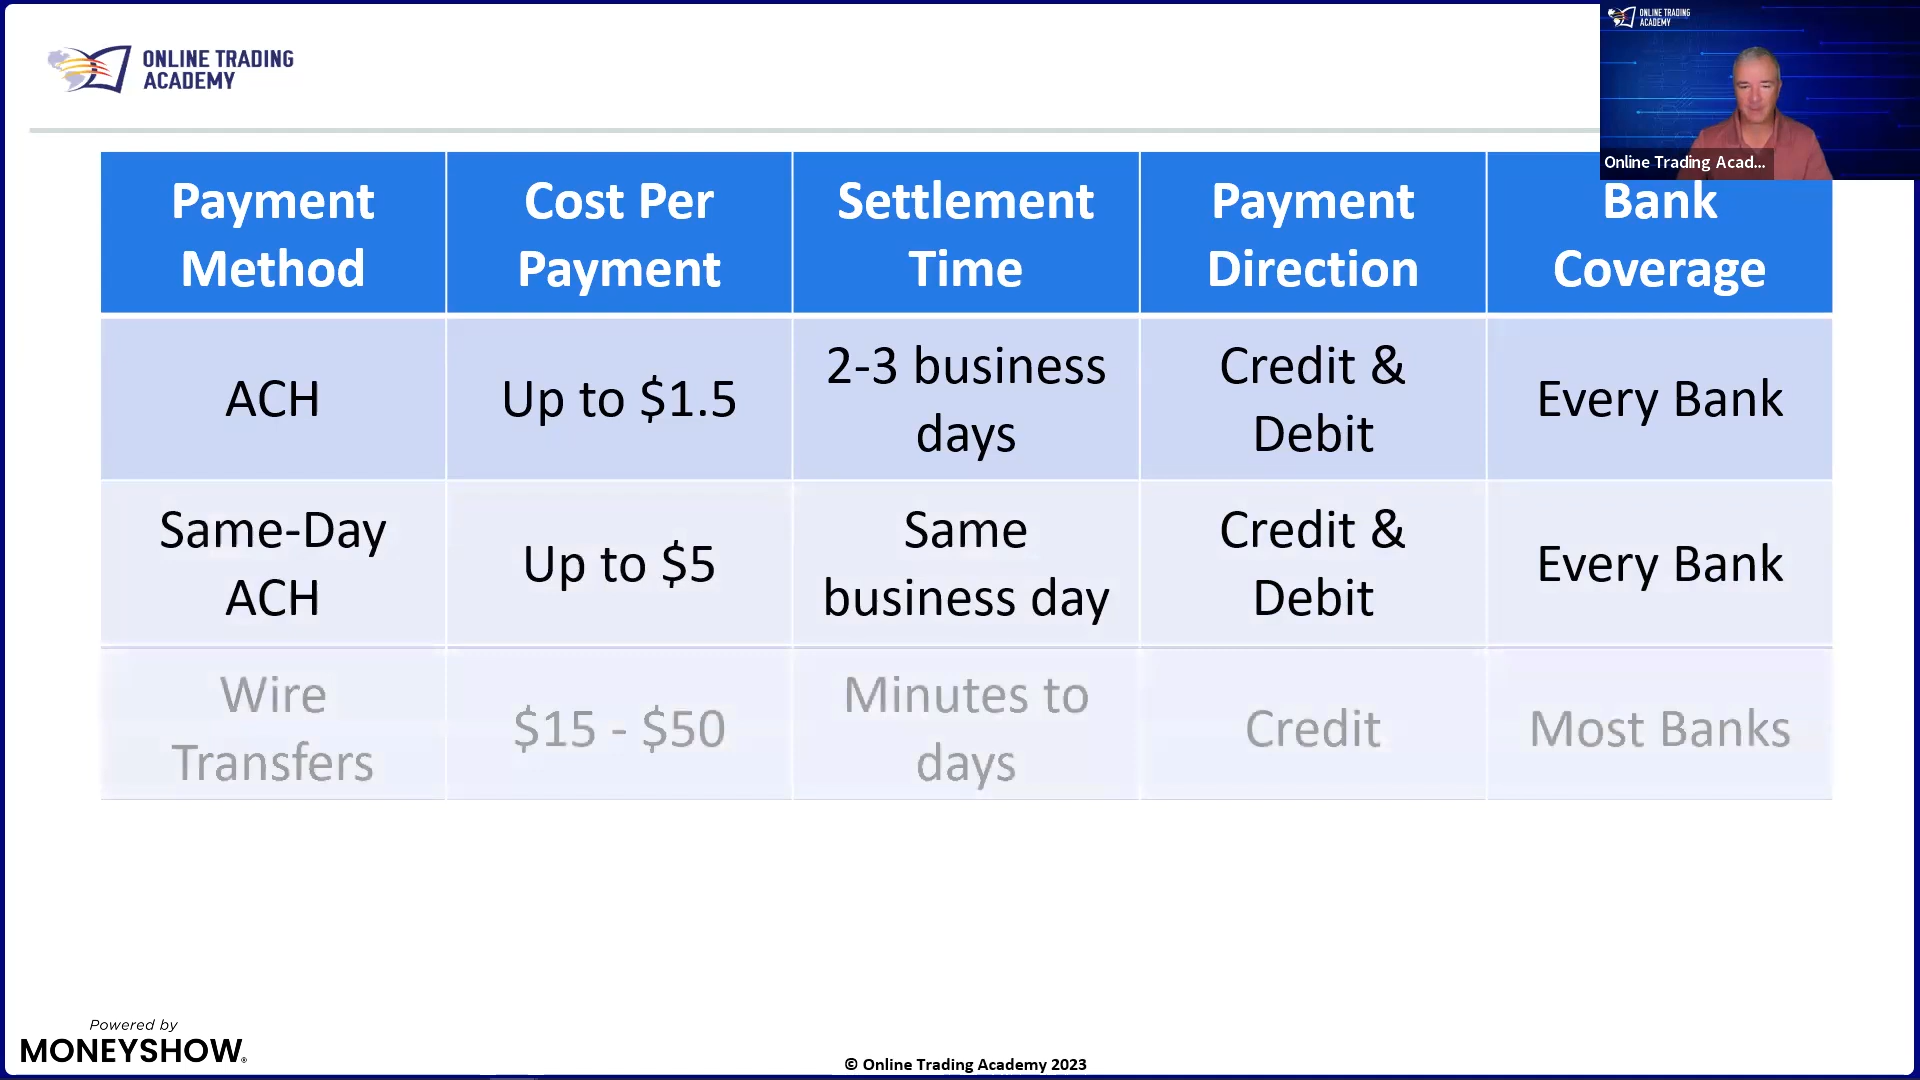 ONLINE TRADING
ACADEMY
ONLINE TRADING
ACADEMY
Online Trading Acad...
Payment
Method
Cost Per
Payment
Settlement
Time
Payment
Direction
Bank
Coverage
ACH
Up to $1.5
2-3 business
days
Credit &
Debit
Every Bank
Same-Day
ACH
Up to $5
Same
business day
Credit &
Debit
Every Bank
Wire
Transfers
$15 - $50
Minutes to
days
Credit
Most Banks
Powered by
MONEYSHOW®
© Online Trading Academy 2023